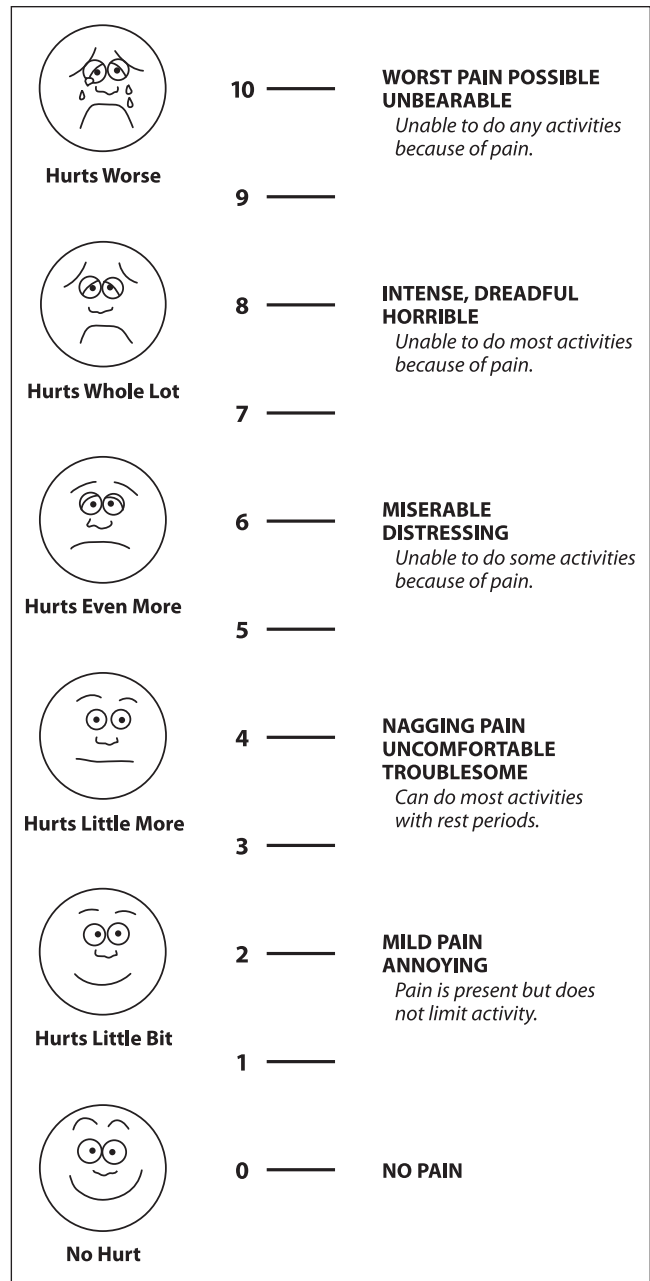 10
WORST PAIN POSSIBLE
UNBEARABLE
Unable to do any activities
because of pain.
Hurts Worse
9
8
INTENSE, DREADFUL
HORRIBLE
Unable to do most activities
because of pain.
Hurts Whole Lot
7
6
MISERABLE
DISTRESSING
Unable to do some activities
because of pain.
Hurts Even More
5
4
NAGGING PAIN
UNCOMFORTABLE
TROUBLESOME
Can do most activities
with rest periods.
Hurts Little More
3
2
MILD PAIN
ANNOYING
Pain is present but does
not limit activity.
Hurts Little Bit
1
0
NO PAIN
No Hurt